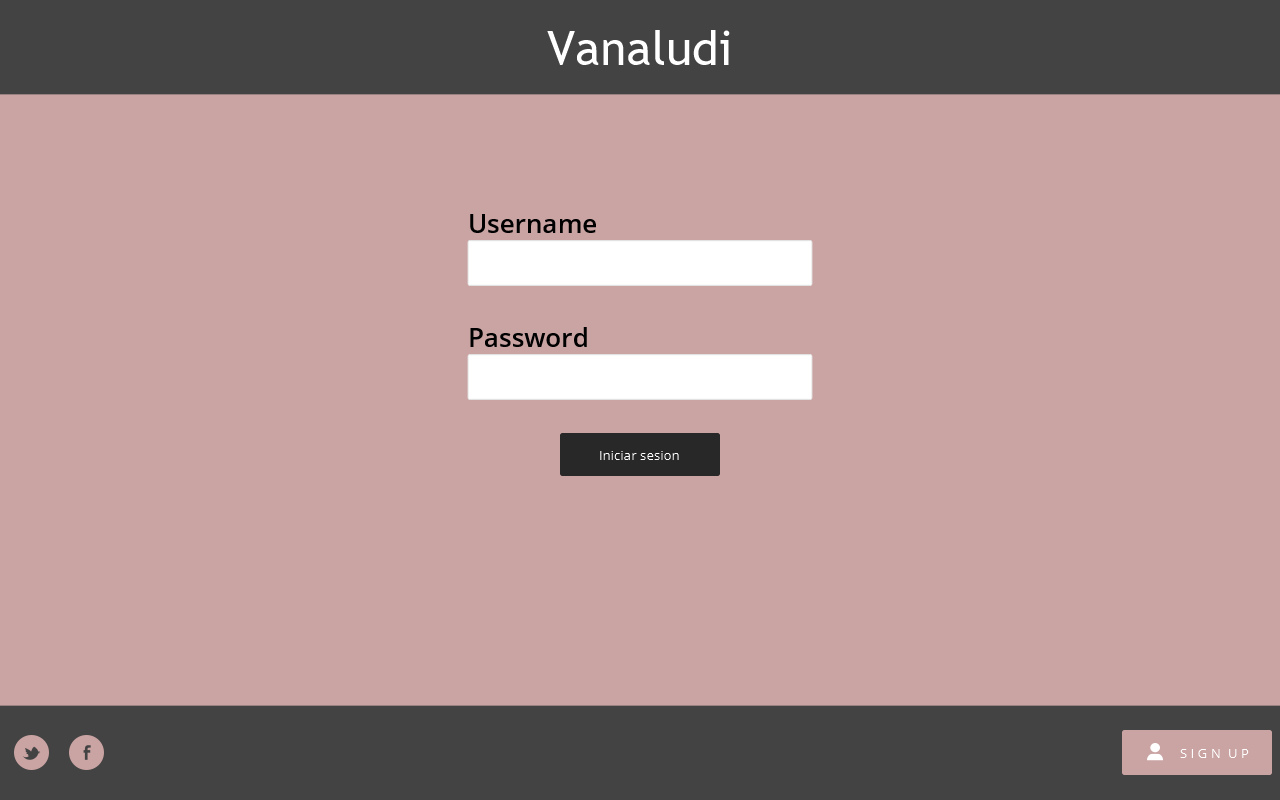 Vanaludi
Username
Password
Iniciar sesion
SIGN UP